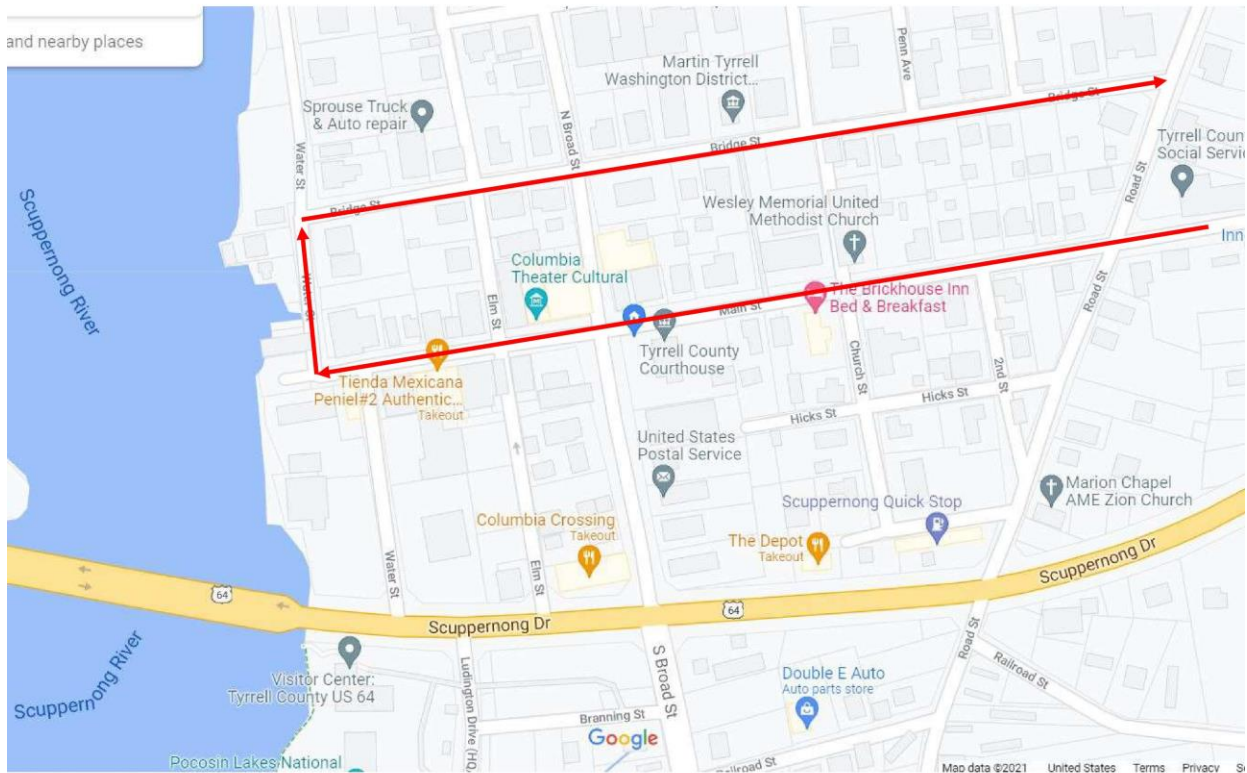 and nearby places
Penn Ave
Martin Tyrrell
Washington District...
Sprouse Truck
& Auto repair
N Broad St
Bridge St
Road St
Bridge St
Tyrrell Coun
Social Servic
Water St
Scuppernong River
Bridge St
Wesley Memorial United
Methodist Church
Inn
Columbia
Theater Cultural
Water St
Elm St
Main St
The Brickhouse Inn
Bed & Breakfast
Road St
Tyrrell County
Courthouse
Church St
2nd St
Tienda Mexicana
Peniel#2 Authentic...
Takeout
Hicks St
Hicks St
United States
Postal Service
Marion Chapel
AME Zion Church
Scuppernong Quick Stop
Columbia Crossing
Takeout
The Depot
Takeout
Water St
Elm St
Scuppernong Dr
64
64
Scuppernong Dr
Scuppernong River
Visitor Center:
Tyrrell County US 64
Ludington Drive (HQ,
S Broad St
Road St
Railroad St
Double E Auto
Auto parts store
Branning St
Google
Railroad St
Pocosin Lakes National
Map data ©2021 United States Terms Privacy